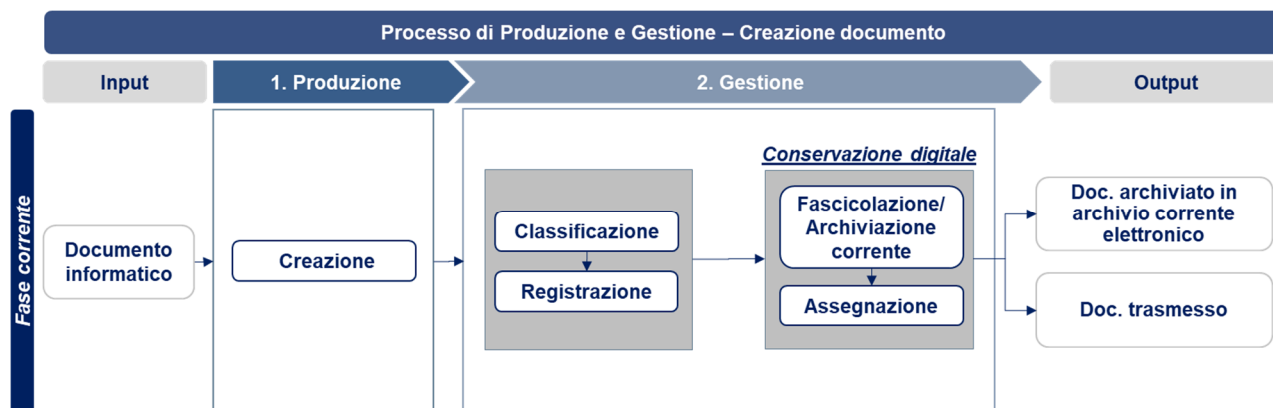 Processo di Produzione e Gestione – Creazione documento
Input
1. Produzione
2. Gestione
Output
Fase corrente
Documento
informatico
Creazione
Classificazione
Registrazione
Conservazione digitale
Fascicolazione/
Archiviazione
corrente
Assegnazione
Doc. archiviato in
archivio corrente
elettronico
Doc. trasmesso